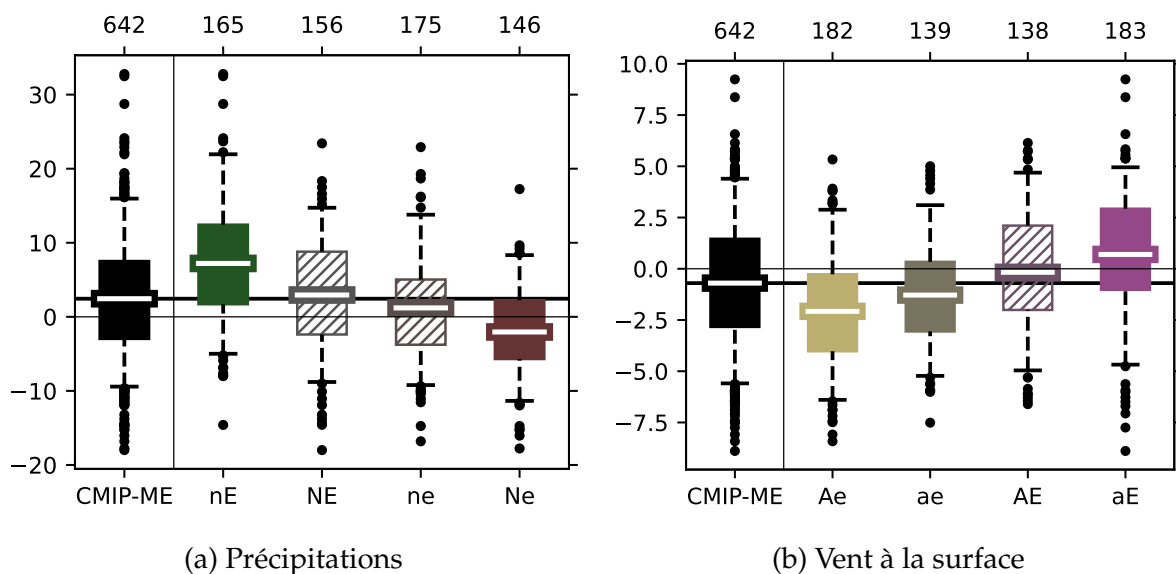 642 165 156 175 146
30
20
10
0
−10
−20
CMIP-ME nE NE ne Ne
(a) Précipitations
642 182 139 138 183
10.0
7.5
5.0
2.5
0.0
−2.5
−5.0
−7.5
CMIP-ME Ae ae AE aE
(b) Vent à la surface